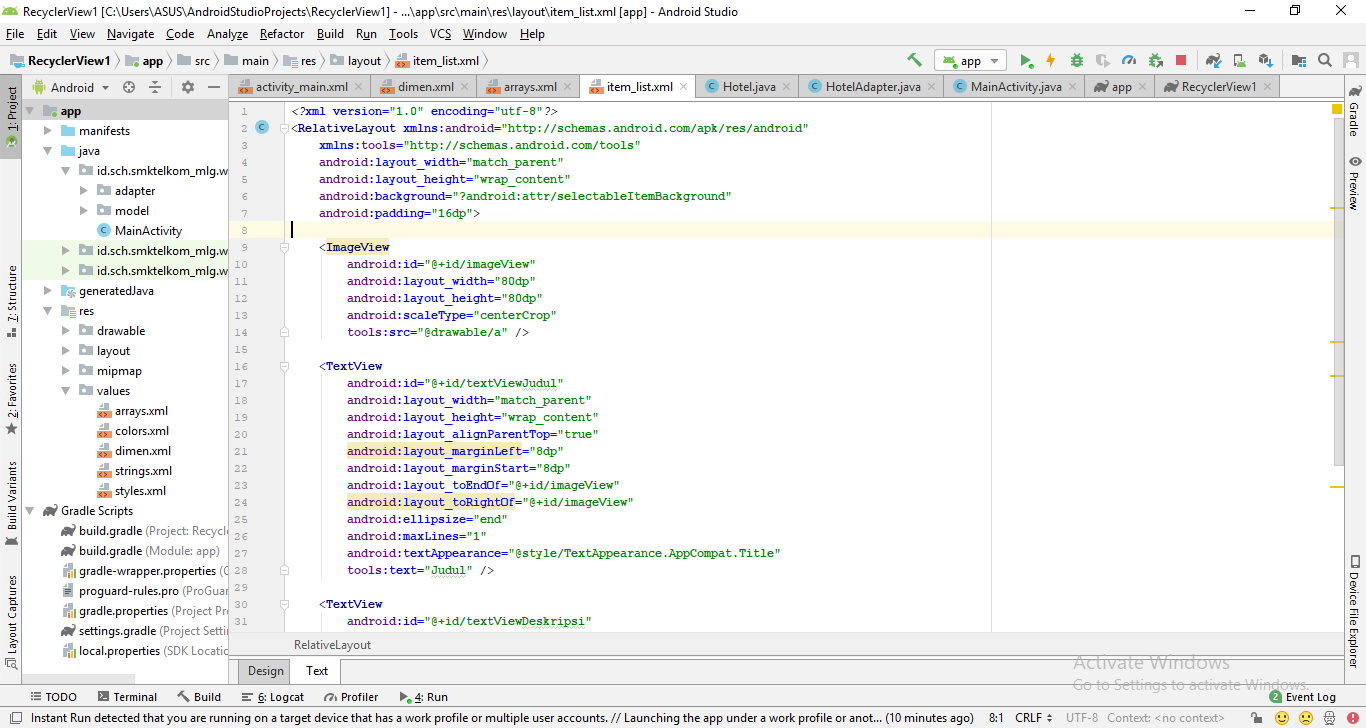 RecyclerView1 [C:\Users\ASUS\AndroidStudioProjects\RecyclerView1] - ...\app\src\main\res\layout\item_list.xml [app] - Android Studio
File Edit View Navigate Code Analyze Refactor Build Run Tools VCS Window Help
RecyclerView1 app src main res layout item_list.xml app
Android activity_main.xml dimen.xml arrays.xml item_list.xml Hotel.java HotelAdapter.java MainActivity.java app RecyclerView1
1: Project
7: Structure
2: Favorites
Build Variants
Layout Captures
app
manifests
java
id.sch.smktelkom_mlg.w
adapter
model
MainActivity
id.sch.smktelkom_mlg.w
id.sch.smktelkom_mlg.w
generatedJava
res
drawable
layout
mipmap
values
arrays.xml
colors.xml
dimen.xml
strings.xml
styles.xml
Gradle Scripts
build.gradle (Project: Recycl
build.gradle (Module: app)
gradle-wrapper.properties (G
proguard-rules.pro (ProGuar
gradle.properties (Project Pr
settings.gradle (Project Setti
local.properties (SDK Locatio
1 <?xml version="1.0" encoding="utf-8"?>
2 <RelativeLayout xmlns:android="http://schemas.android.com/apk/res/android"
3 xmlns:tools="http://schemas.android.com/tools"
4 android:layout_width="match_parent"
5 android:layout_height="wrap_content"
6 android:background="?android:attr/selectableItemBackground"
7 android:padding="16dp">
8
9 <ImageView
10 android:id="@+id/imageView"
11 android:layout_width="80dp"
12 android:layout_height="80dp"
13 android:scaleType="centerCrop"
14 tools:src="@drawable/a" />
15
16 <TextView
17 android:id="@+id/textViewJudul"
18 android:layout_width="match_parent"
19 android:layout_height="wrap_content"
20 android:layout_alignParentTop="true"
21 android:layout_marginLeft="8dp"
22 android:layout_marginStart="8dp"
23 android:layout_toEndOf="@+id/imageView"
24 android:layout_toRightOf="@+id/imageView"
25 android:ellipsize="end"
26 android:maxLines="1"
27 android:textAppearance="@style/TextAppearance.AppCompat.Title"
28 tools:text="Judul" />
29
30 <TextView
31 android:id="@+id/textViewDeskripsi"
RelativeLayout
Design Text
Gradle
Preview
Device File Explorer
Activate Windows
Go to Settings to activate Windows.
TODO Terminal Build 6: Logcat Profiler 4: Run 2 Event Log
Instant Run detected that you are running on a target device that has a work profile or multiple user accounts. // Launching the app under a work profile or anot... (10 minutes ago) 8:1 CRLF UTF-8 Context: <no context>